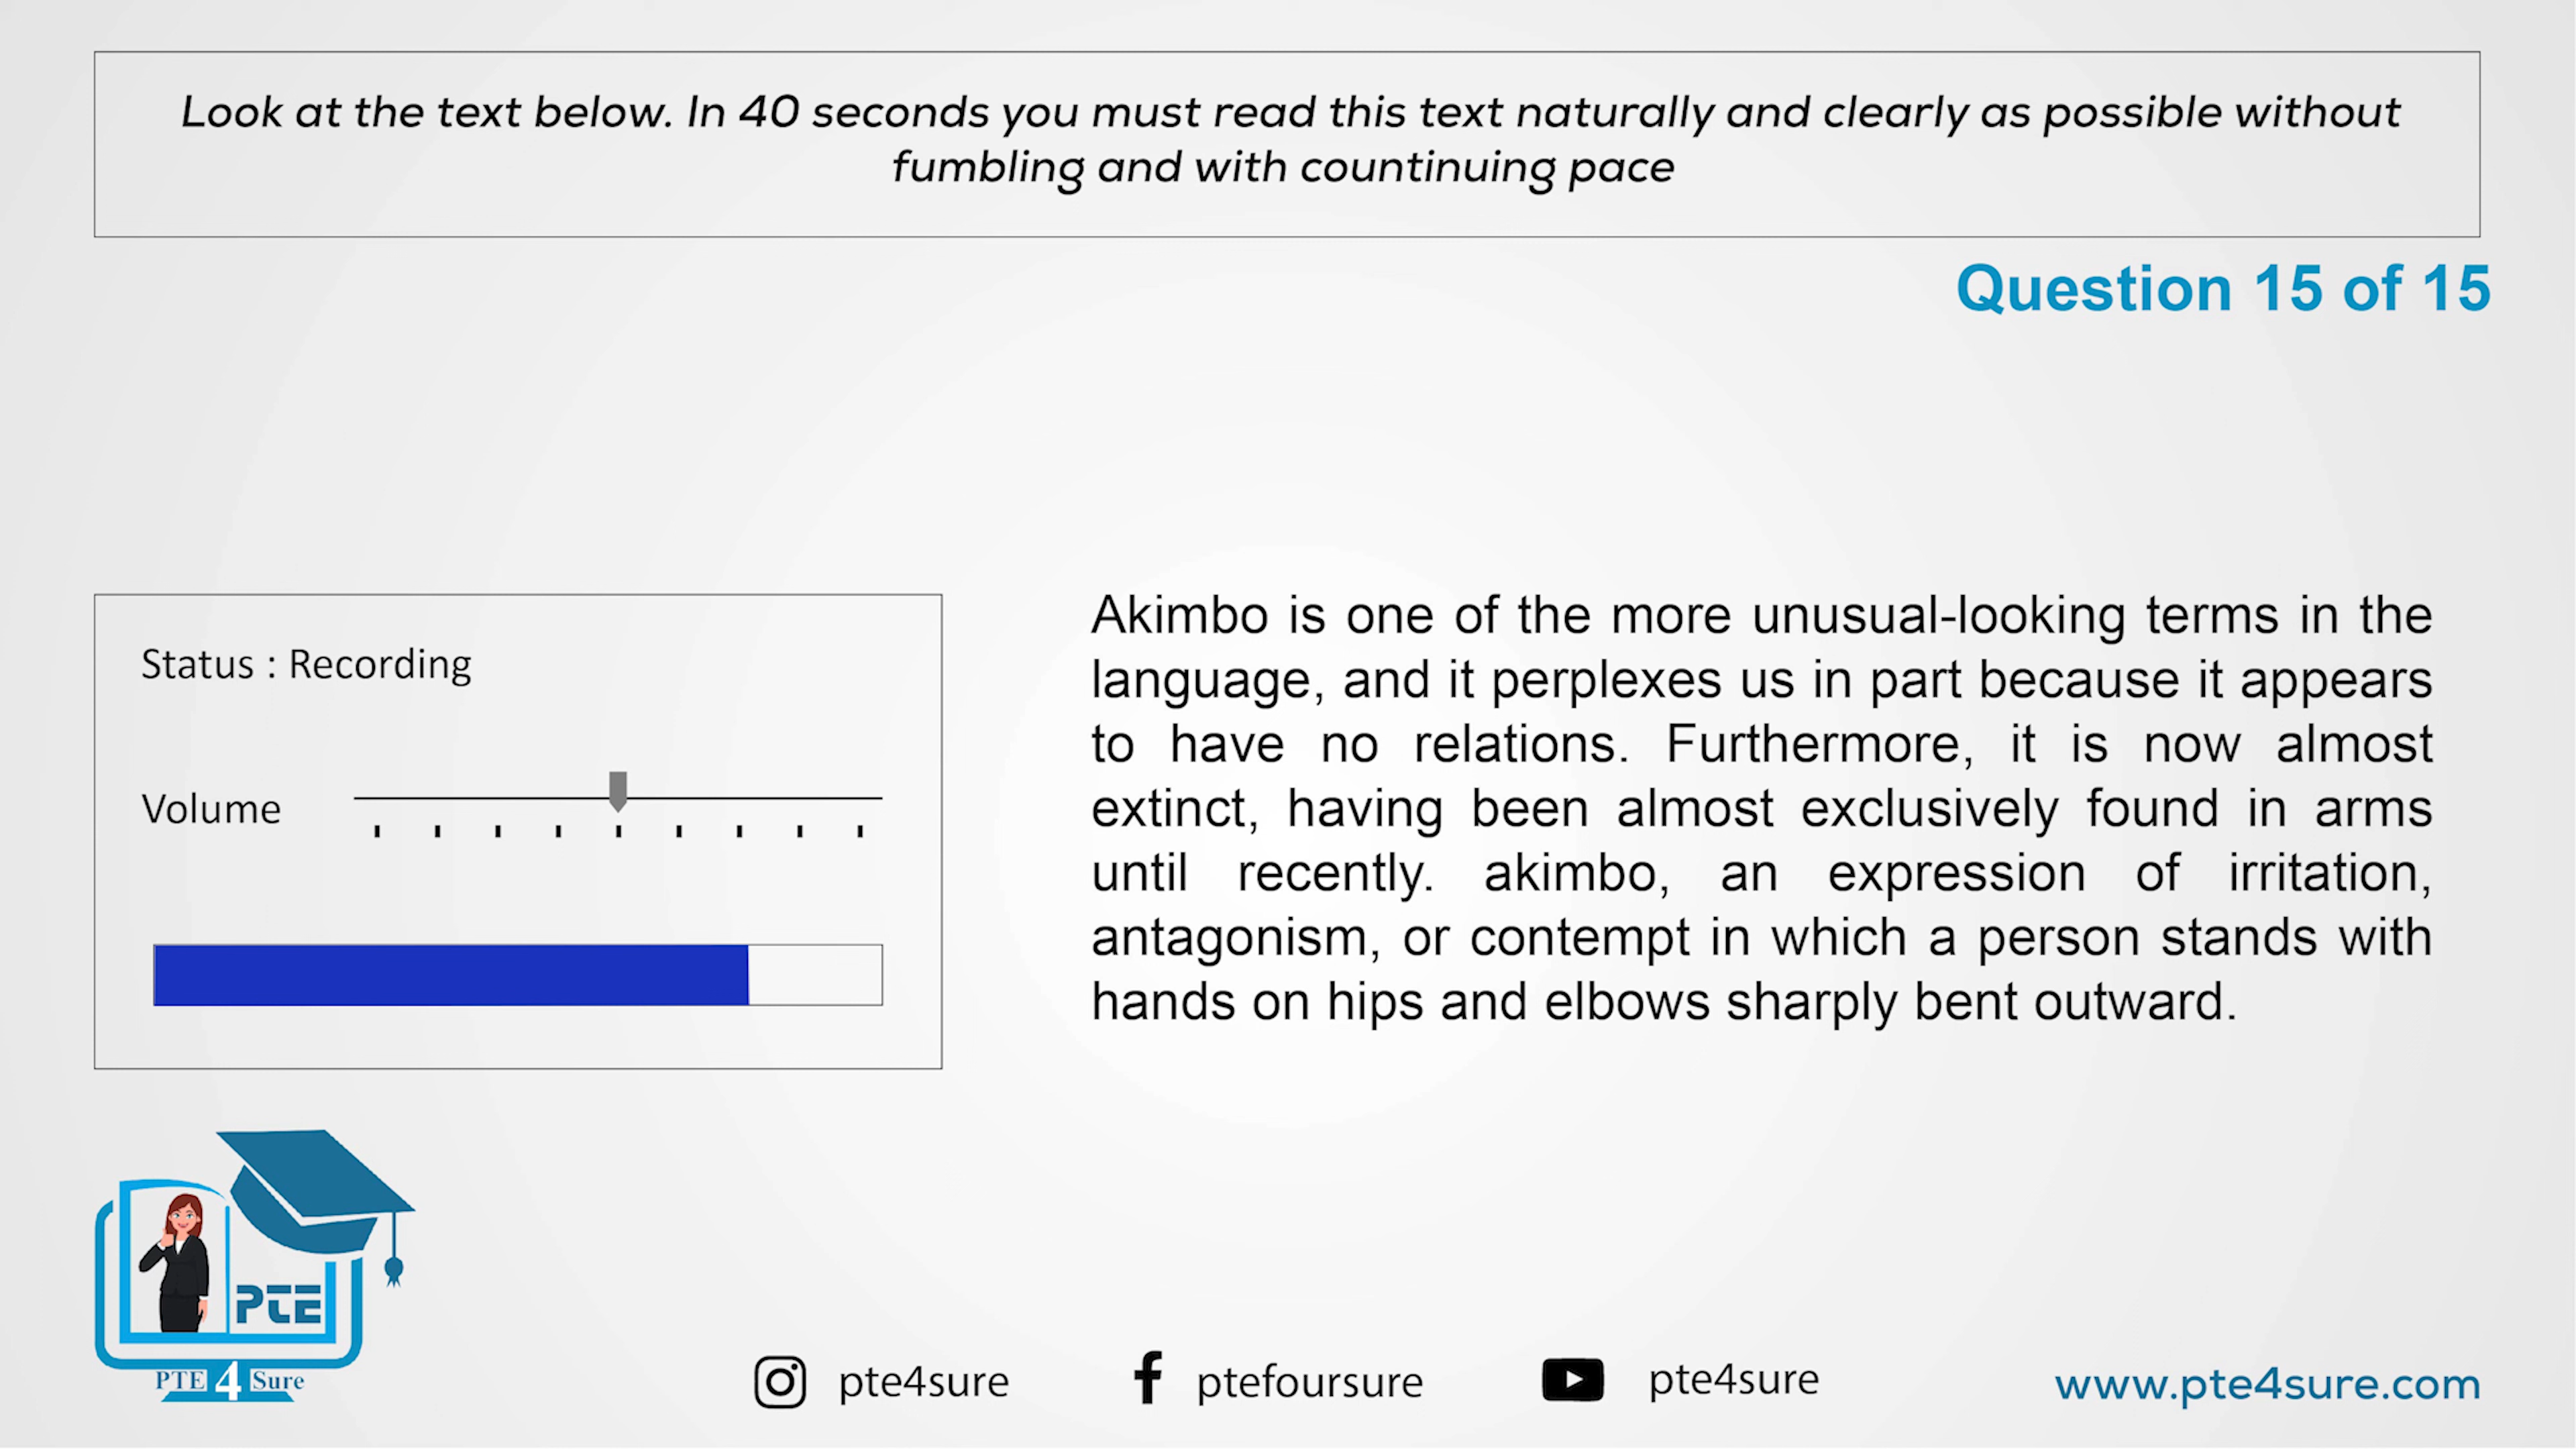 Look at the text below. In 40 seconds you must read this text naturally and clearly as possible without
fumbling and with countinuing pace
Question 15 of 15
Status : Recording
Volume
Akimbo is one of the more unusual-looking terms in the
language, and it perplexes us in part because it appears
to have no relations. Furthermore, it is now almost
extinct, having been almost exclusively found in arms
until recently. akimbo, an expression of irritation,
antagonism, or contempt in which a person stands with
hands on hips and elbows sharply bent outward.
PTE
PTE 4 Sure
pte4sure
ptefoursure
pte4sure
www.pte4sure.com